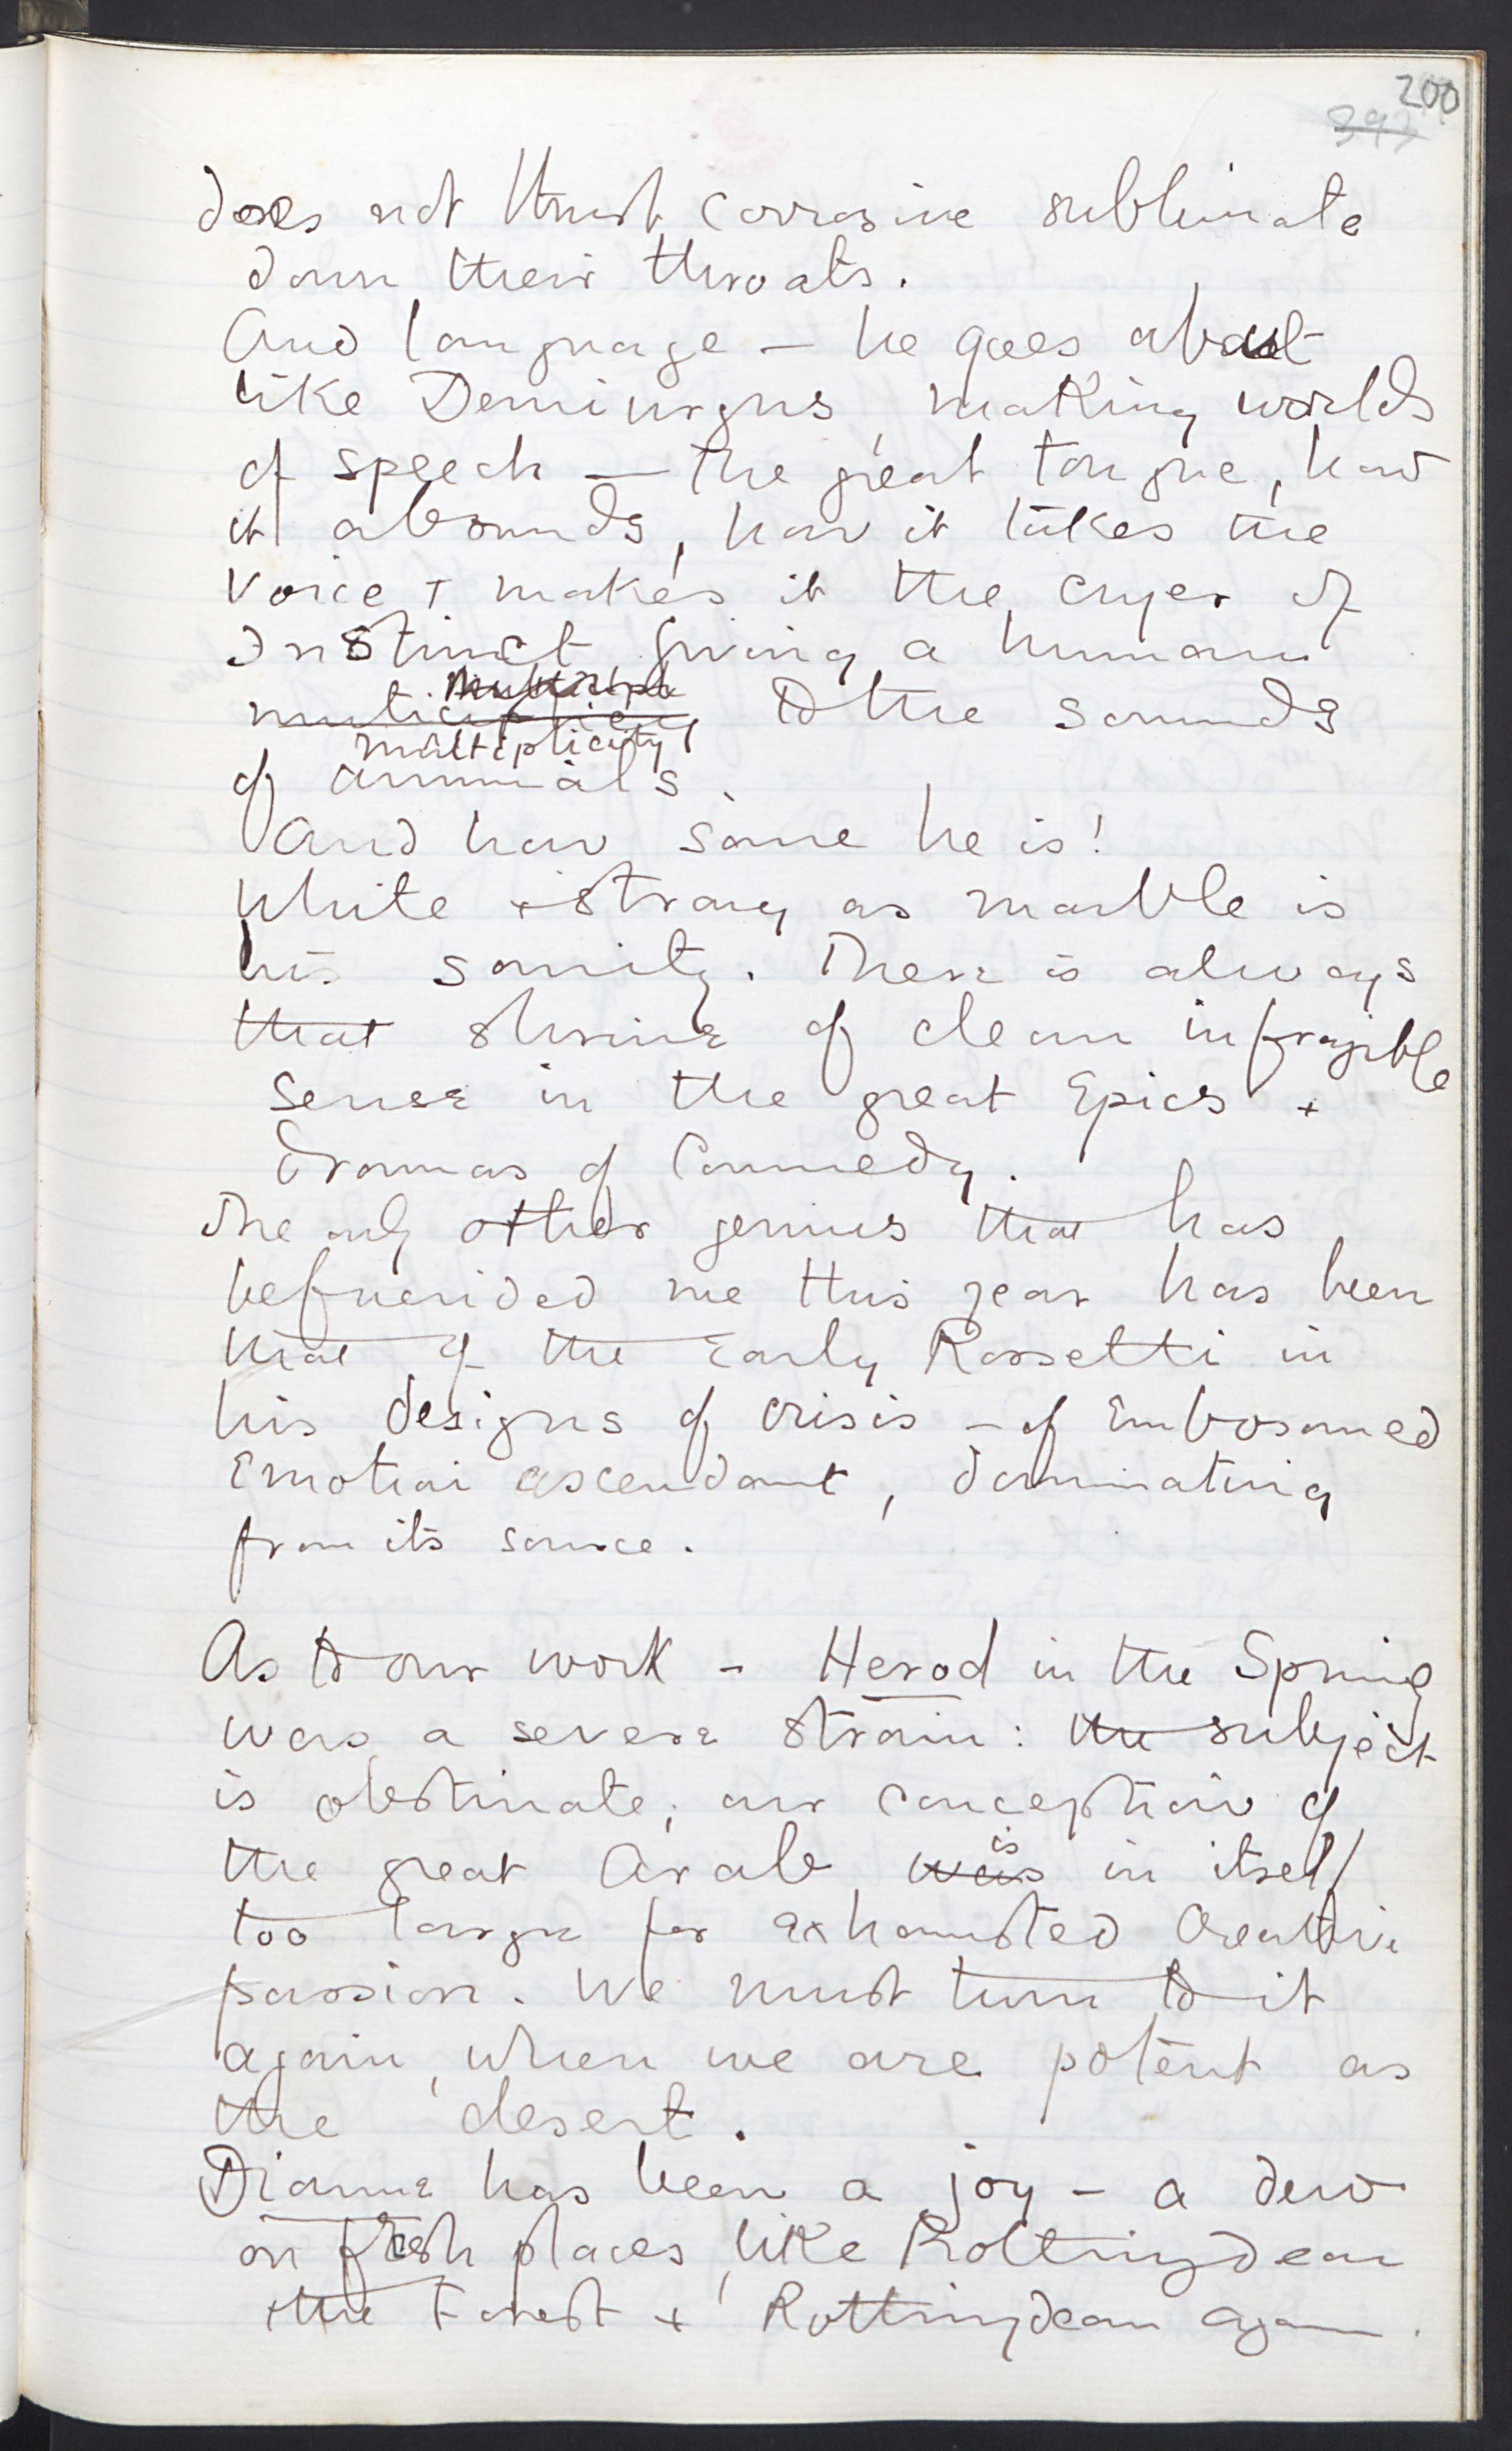 200
393
does not thrust corrosive sublimate
down their throats.
And language — he goes about
like Demiurgus, making worlds
of speech — the great tongue, how
it abounds, how it takes the
voice + makes it the cryer of
Instinct giving a human
multiplicity to the sounds
of animals.
And how sane he is!
White + strong as marble is
his sanity. There is always
that shrine of clean infragible
sense in the great Epics +
dramas of Commedy.
The only other genius that has
befriended me this year has been
that of the Early Rossetti in
his designs of crisis – of Embosomed
Emotion ascendant, dominating
from its source.
As to our work – Herod in the Spring
was a severe strain: the subject
is obstinate; our conception of
the great Arab was is in itself
too large for exhausted Creative
passion. We must turn to it
again, when we are potent as
the desert.
Dianne has been a joy – a dew
on fresh places, like Rottingdean
+ the Forest + Rottingdean again.